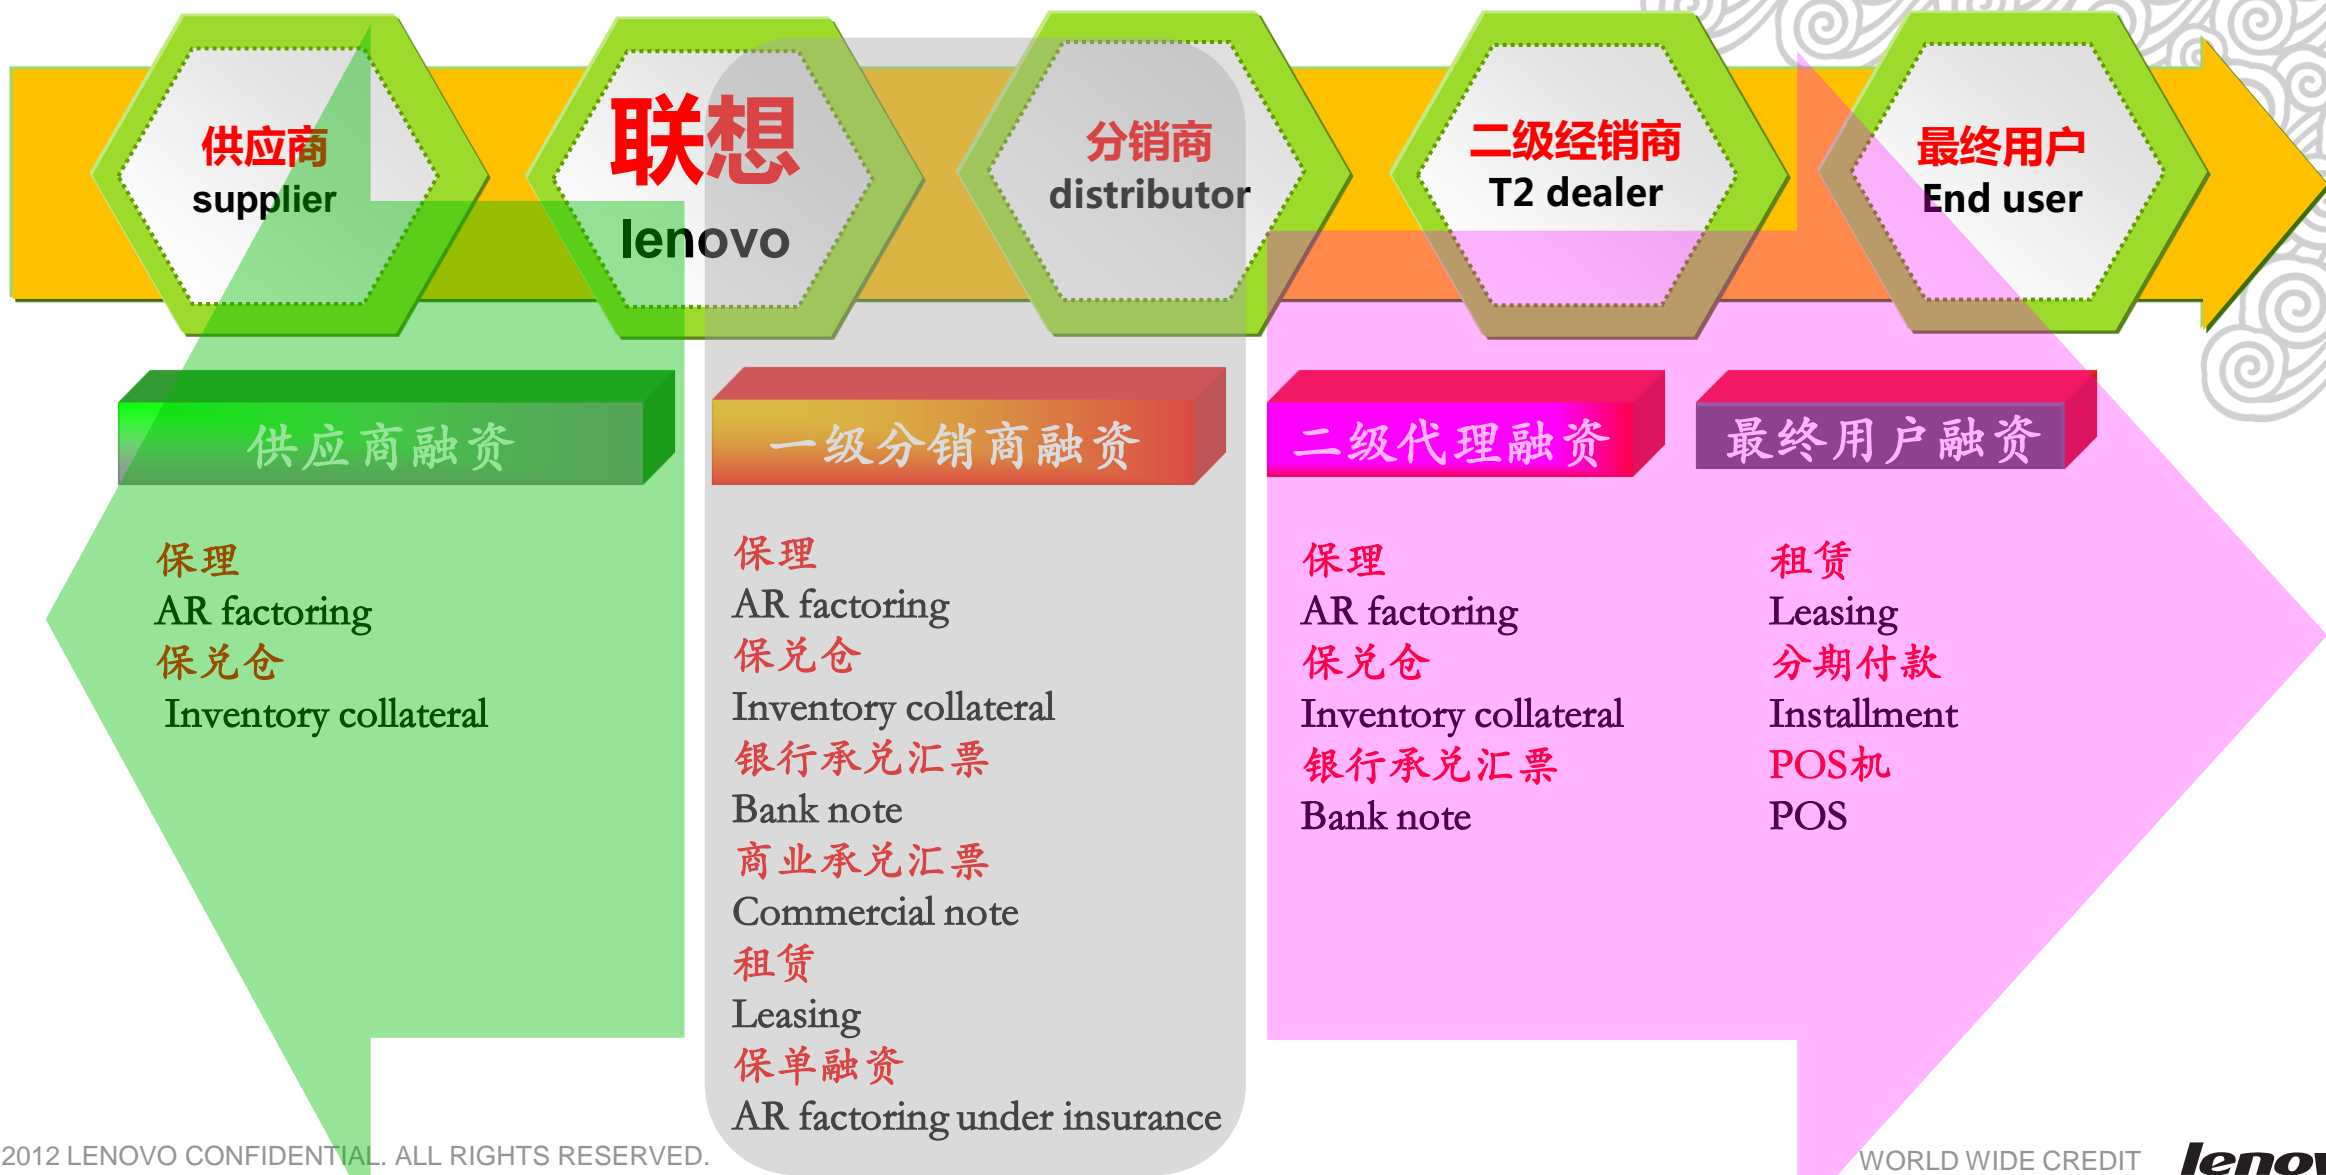 供应商
supplier
联想
lenovo
分销商
distributor
二级经销商
T2 dealer
最终用户
End user
供应商融资
保理
AR factoring
保兑仓
Inventory collateral
一级分销商融资
保理
AR factoring
保兑仓
Inventory collateral
银行承兑汇票
Bank note
商业承兑汇票
Commercial note
租赁
Leasing
保单融资
AR factoring under insurance
二级代理融资
保理
AR factoring
保兑仓
Inventory collateral
银行承兑汇票
Bank note
最终用户融资
租赁
Leasing
分期付款
Installment
POS机
POS
2012 LENOVO CONFIDENTIAL. ALL RIGHTS RESERVED.
WORLD WIDE CREDIT